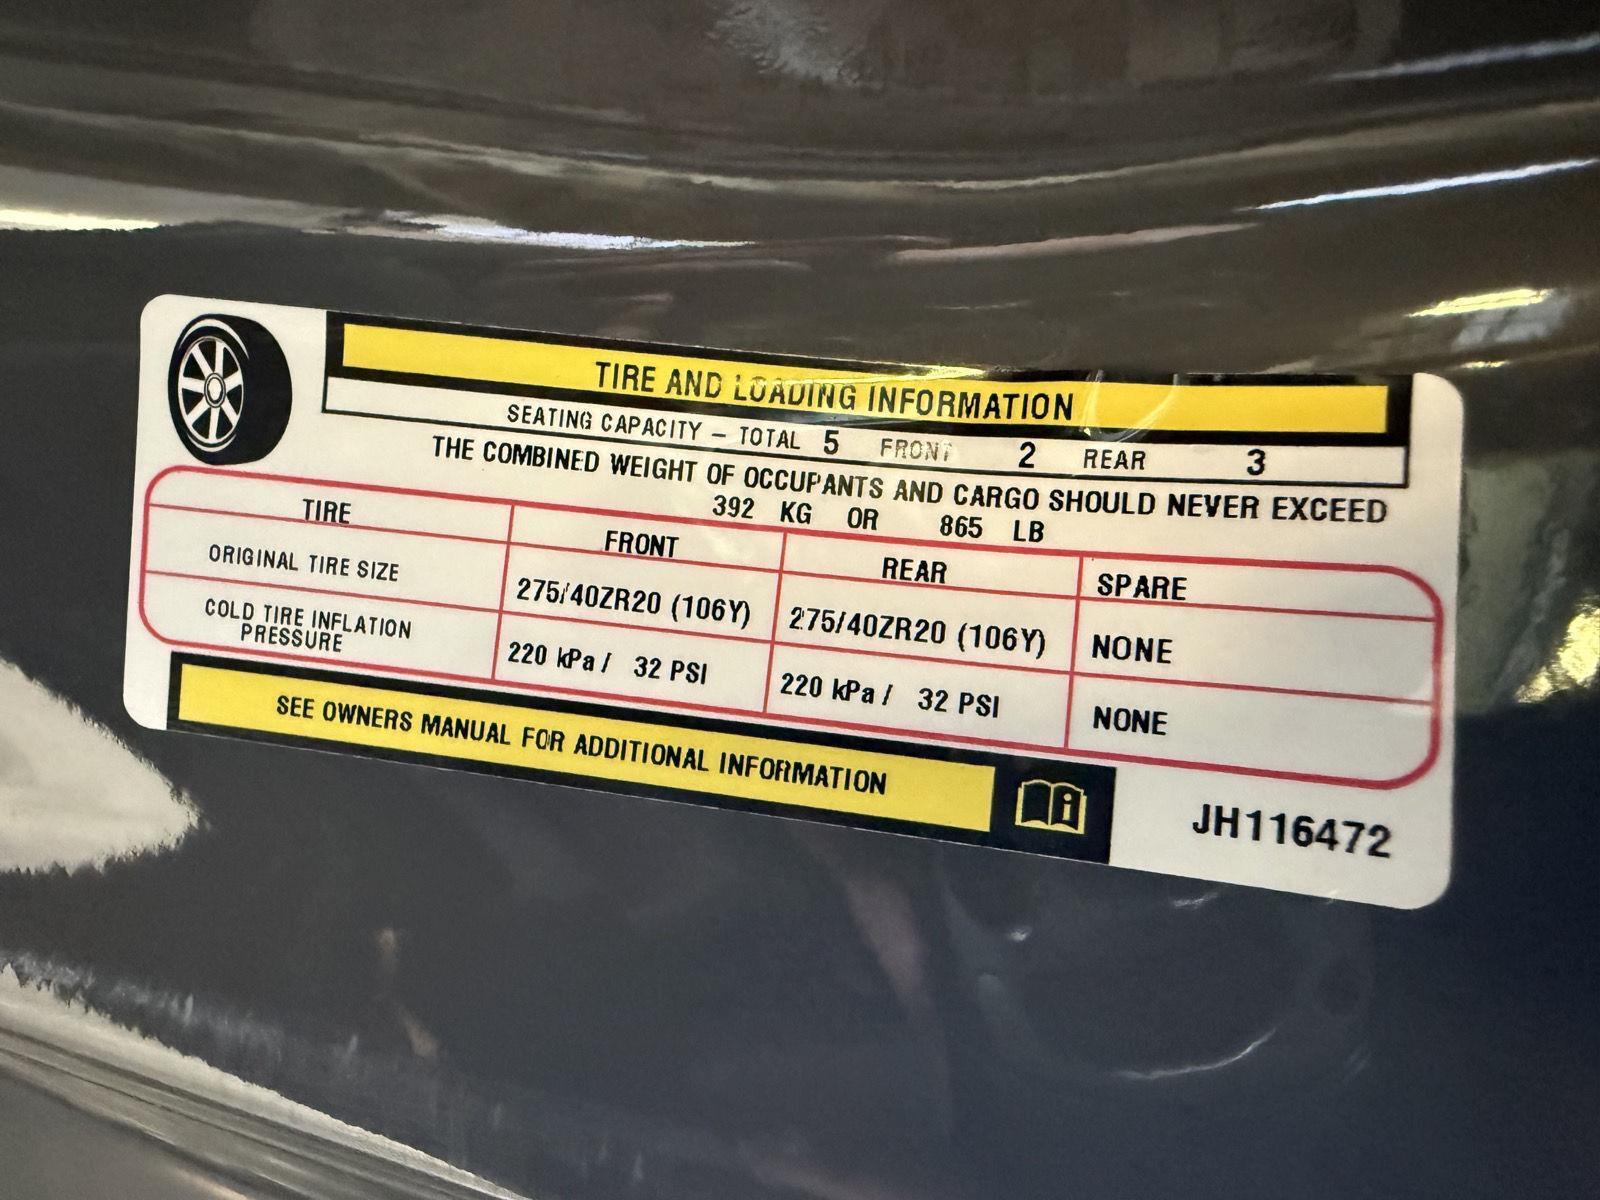 TIRE AND LOADING INFORMATION
SEATING CAPACITY – TOTAL 5 FRONT 2 REAR 3
THE COMBINED WEIGHT OF OCCUPANTS AND CARGO SHOULD NEVER EXCEED
392 KG OR 865 LB
TIRE FRONT REAR SPARE
ORIGINAL TIRE SIZE 275/40ZR20 (106Y) 275/40ZR20 (106Y) NONE
COLD TIRE INFLATION
PRESSURE 220 kPa / 32 PSI 220 kPa / 32 PSI NONE
SEE OWNERS MANUAL FOR ADDITIONAL INFORMATION
JH116472